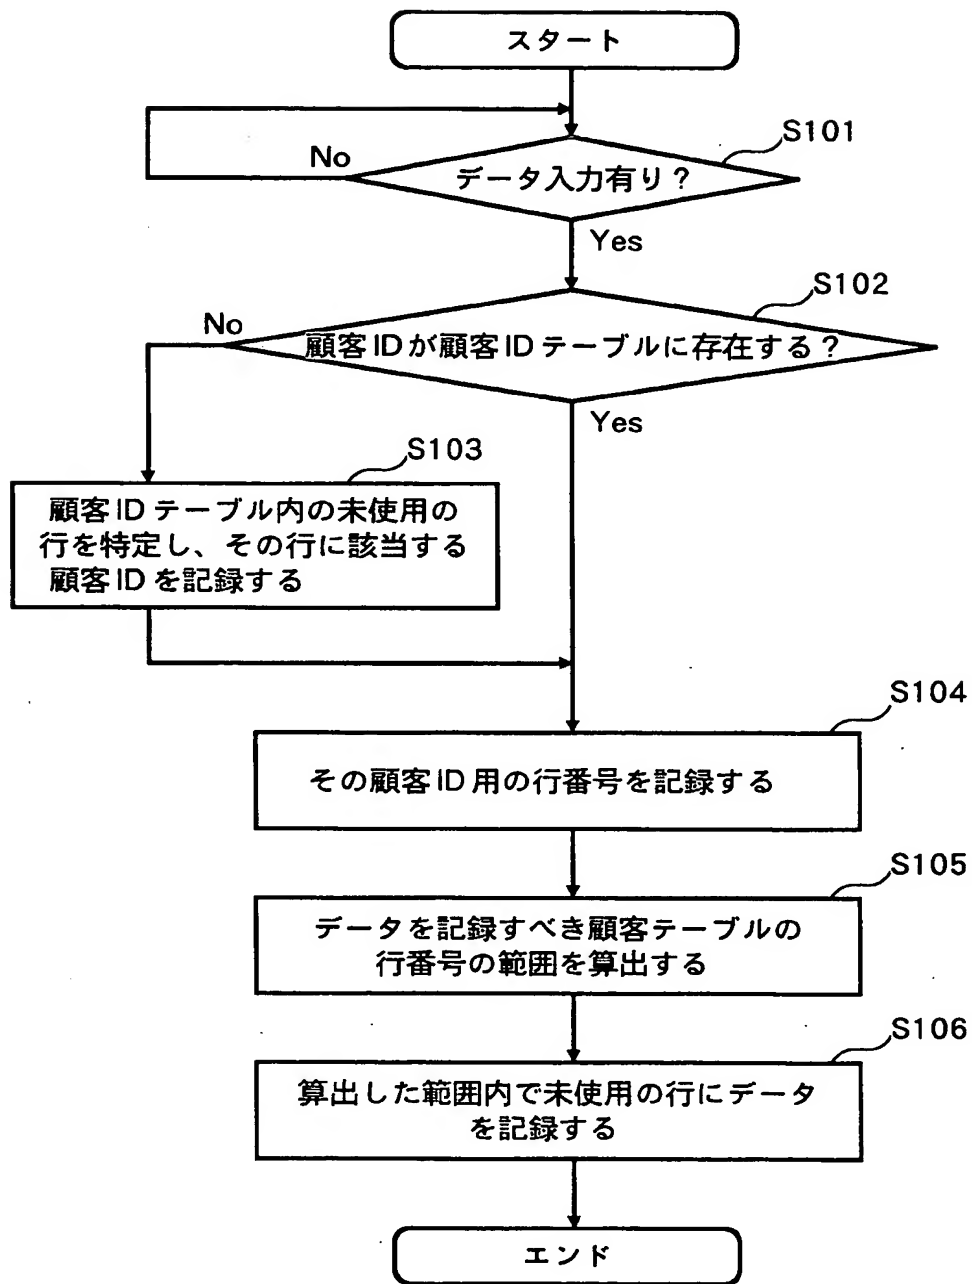 スタート
S101
No
データ入力有り?
Yes
S102
No
顧客IDが顧客IDテーブルに存在する?
Yes
S103
顧客IDテーブル内の未使用の
行を特定し、その行に該当する
顧客IDを記録する
S104
その顧客ID用の行番号を記録する
S105
データを記録すべき顧客テーブルの
行番号の範囲を算出する
S106
算出した範囲内で未使用の行にデータ
を記録する
エンド